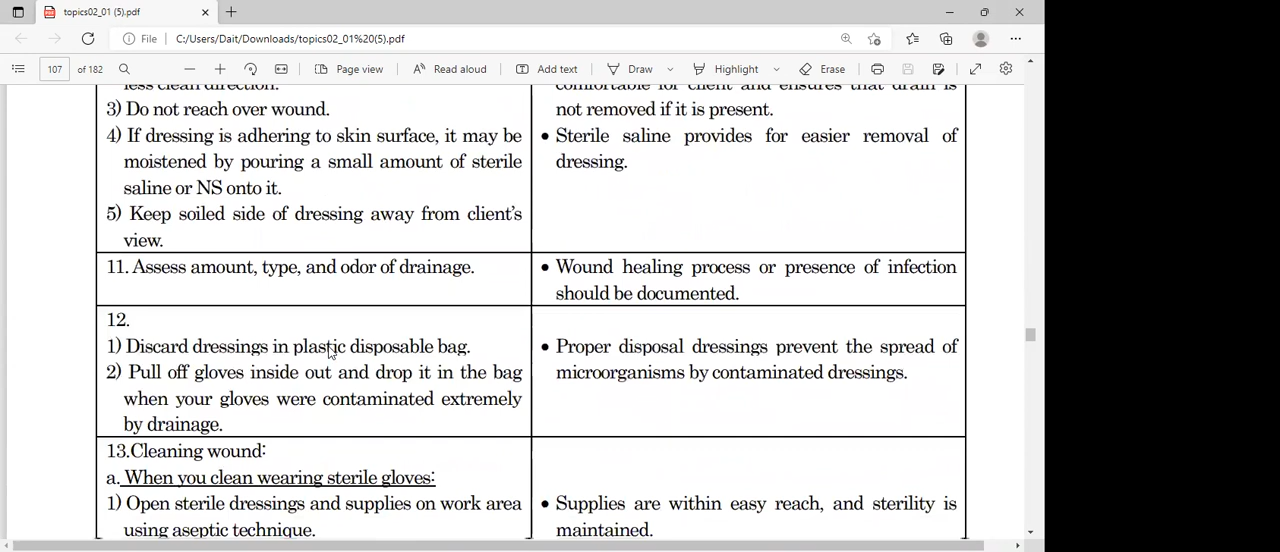 topics02_01 (5).pdf
File C:/Users/Dait/Downloads/topics02_01%20(5).pdf
107 of 182 Page view Read aloud Add text Draw Highlight Erase
3) Do not reach over wound.
4) If dressing is adhering to skin surface, it may be
moistened by pouring a small amount of sterile
saline or NS onto it.
5) Keep soiled side of dressing away from client's
view.
comfortable for client and ensures that drain is
not removed if it is present.
• Sterile saline provides for easier removal of
dressing.
11. Assess amount, type, and odor of drainage.
• Wound healing process or presence of infection
should be documented.
12.
1) Discard dressings in plastic disposable bag.
2) Pull off gloves inside out and drop it in the bag
when your gloves were contaminated extremely
by drainage.
• Proper disposal dressings prevent the spread of
microorganisms by contaminated dressings.
13.Cleaning wound:
a. When you clean wearing sterile gloves:
1) Open sterile dressings and supplies on work area
using aseptic technique.
• Supplies are within easy reach, and sterility is
maintained.